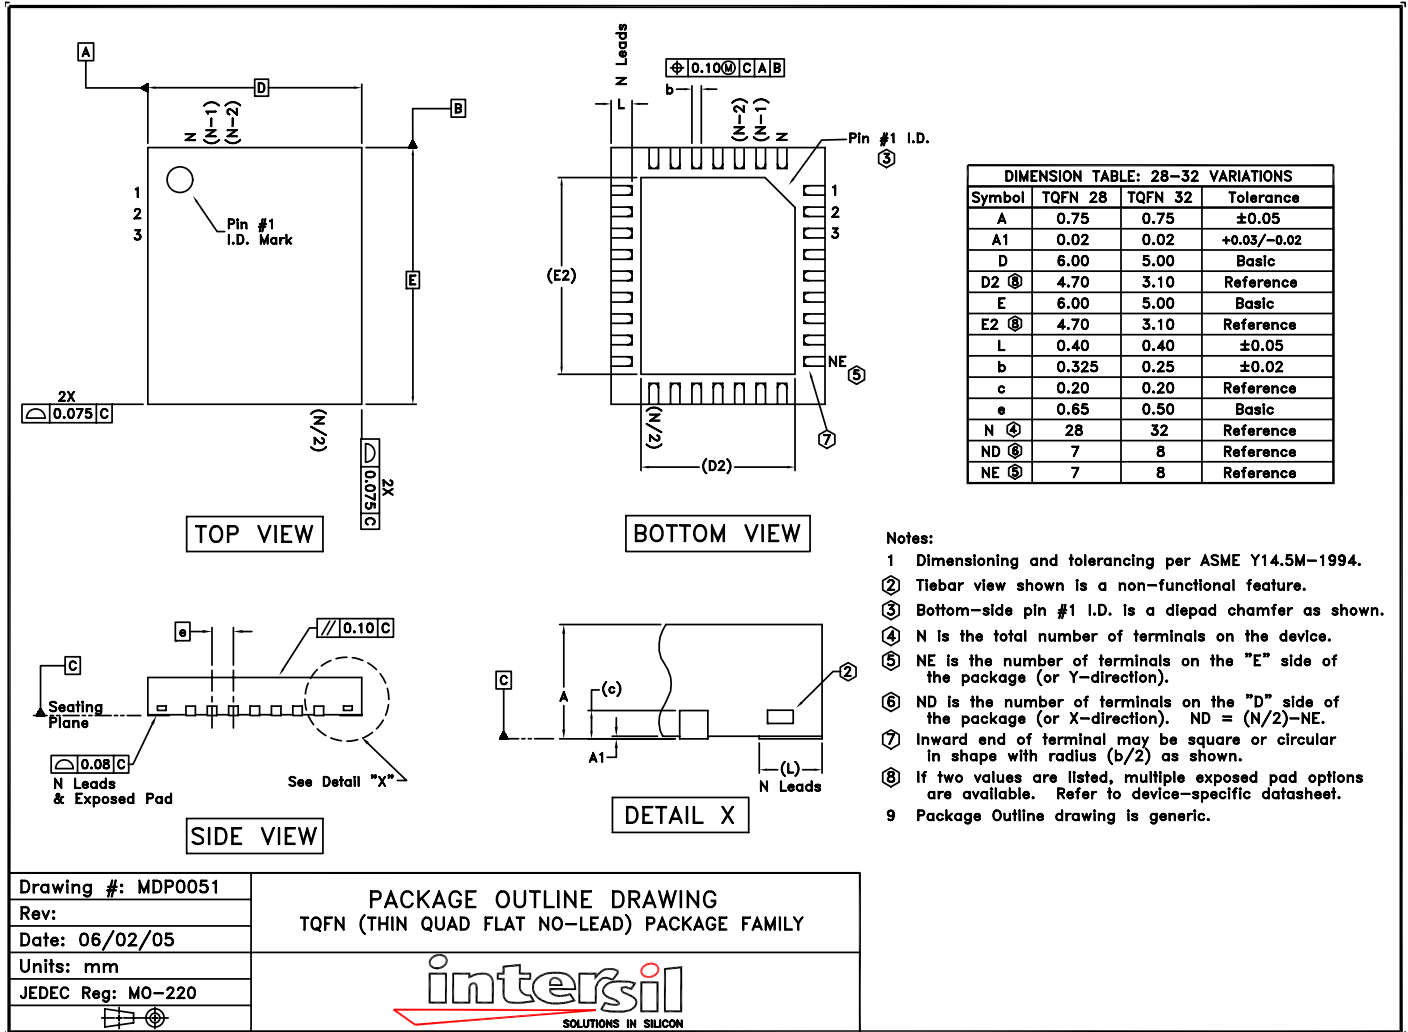 A
D
B
N
(N-1)
(N-2)
1
2
3
Pin #1
I.D. Mark
E
2X
0.075 C
(N/2)
0.075 C
2X
TOP VIEW
N Leads
L
⌖ 0.10Ⓜ C A B
b
(N-2)
(N-1)
N
Pin #1 I.D.
3
1
2
3
(E2)
NE
5
7
(N/2)
(D2)
BOTTOM VIEW
DIMENSION TABLE: 28-32 VARIATIONS
Symbol TQFN 28 TQFN 32 Tolerance
A 0.75 0.75 ±0.05
A1 0.02 0.02 +0.03/-0.02
D 6.00 5.00 Basic
D2 8 4.70 3.10 Reference
E 6.00 5.00 Basic
E2 8 4.70 3.10 Reference
L 0.40 0.40 ±0.05
b 0.325 0.25 ±0.02
c 0.20 0.20 Reference
e 0.65 0.50 Basic
N 4 28 32 Reference
ND 6 7 8 Reference
NE 5 7 8 Reference
Notes:
1 Dimensioning and tolerancing per ASME Y14.5M-1994.
2 Tiebar view shown is a non-functional feature.
3 Bottom-side pin #1 I.D. is a diepad chamfer as shown.
4 N is the total number of terminals on the device.
5 NE is the number of terminals on the "E" side of
the package (or Y-direction).
6 ND is the number of terminals on the "D" side of
the package (or X-direction). ND = (N/2)-NE.
7 Inward end of terminal may be square or circular
in shape with radius (b/2) as shown.
8 If two values are listed, multiple exposed pad options
are available. Refer to device-specific datasheet.
9 Package Outline drawing is generic.
e
// 0.10 C
C
Seating
Plane
0.08 C
N Leads
& Exposed Pad
See Detail "X"
SIDE VIEW
C
A
(c)
A1
2
(L)
N Leads
DETAIL X
Drawing #: MDP0051
Rev:
Date: 06/02/05
Units: mm
JEDEC Reg: MO-220
PACKAGE OUTLINE DRAWING
TQFN (THIN QUAD FLAT NO-LEAD) PACKAGE FAMILY
intersil
SOLUTIONS IN SILICON